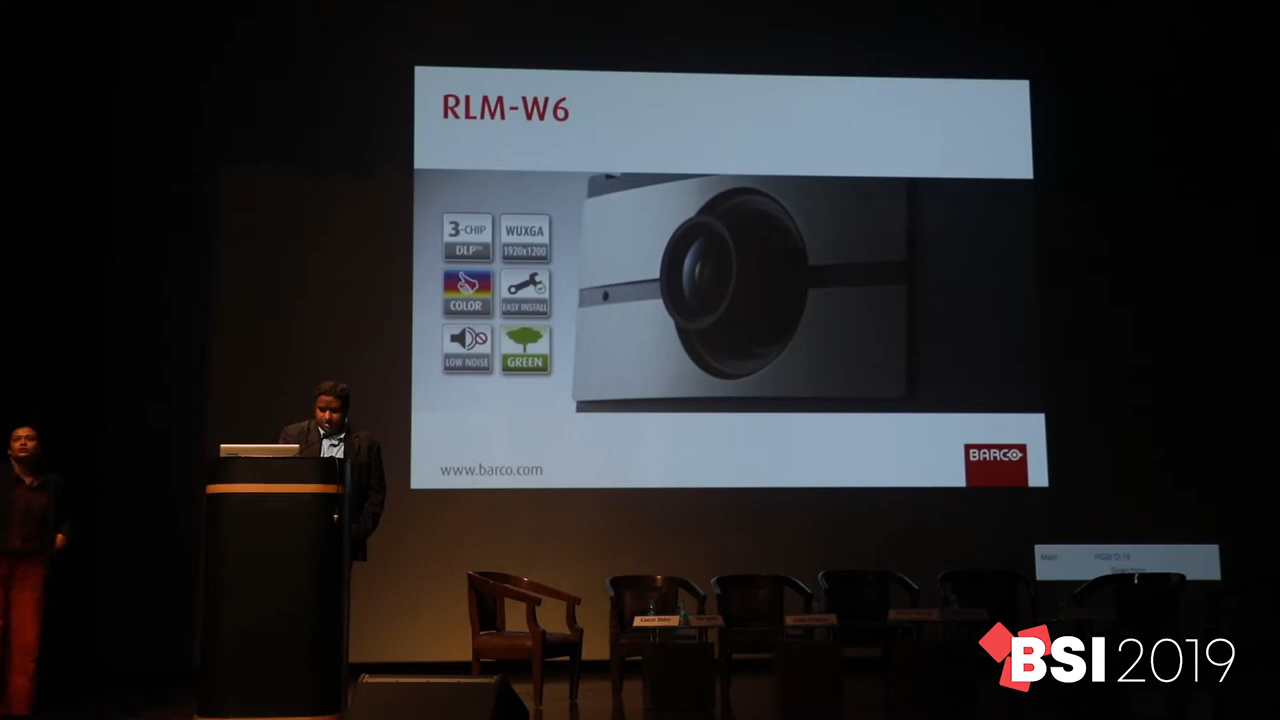 RLM-W6
3-CHIP
DLP
WUXGA
1920x1200
COLOR
EASY INSTALL
LOW NOISE
GREEN
www.barco.com
BARCO
Main
BSI 2019